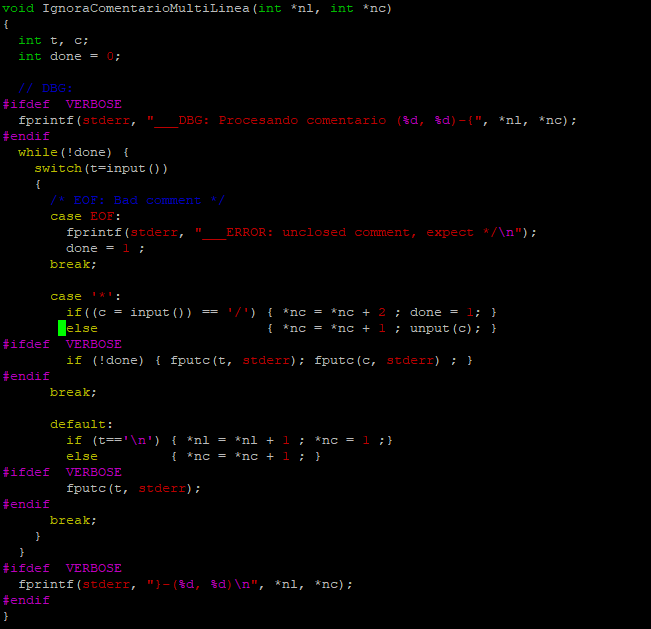 void IgnoraComentarioMultiLinea(int *nl, int *nc)
{
  int t, c;
  int done = 0;

  // DBG:
#ifdef  VERBOSE
  fprintf(stderr, "___DBG: Procesando comentario (%d, %d)-{", *nl, *nc);
#endif
  while(!done) {
    switch(t=input())
    {
      /* EOF: Bad comment */
      case EOF:
        fprintf(stderr, "___ERROR: unclosed comment, expect */\n");
        done = 1 ;
      break;

      case '*':
        if((c = input()) == '/') { *nc = *nc + 2 ; done = 1; }
        else                     { *nc = *nc + 1 ; unput(c); }
#ifdef  VERBOSE
        if (!done) { fputc(t, stderr); fputc(c, stderr) ; }
#endif
      break;

      default:
        if (t=='\n') { *nl = *nl + 1 ; *nc = 1 ;}
        else         { *nc = *nc + 1 ; }
#ifdef  VERBOSE
        fputc(t, stderr);
#endif
      break;
    }
  }
#ifdef  VERBOSE
  fprintf(stderr, "}-(%d, %d)\n", *nl, *nc);
#endif
}